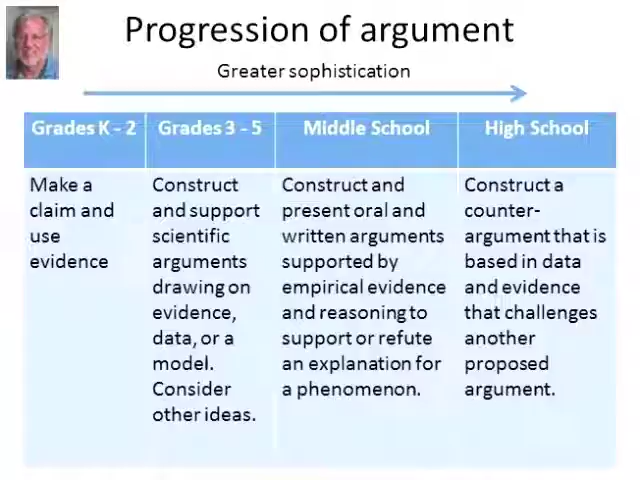 Progression of argument
Greater sophistication
Grades K - 2
Grades 3 - 5
Middle School
High School
Make a
claim and
use
evidence
Construct
and support
scientific
arguments
drawing on
evidence,
data, or a
model.
Consider
other ideas.
Construct and
present oral and
written arguments
supported by
empirical evidence
and reasoning to
support or refute
an explanation for
a phenomenon.
Construct a
counter-
argument that is
based in data
and evidence
that challenges
another
proposed
argument.